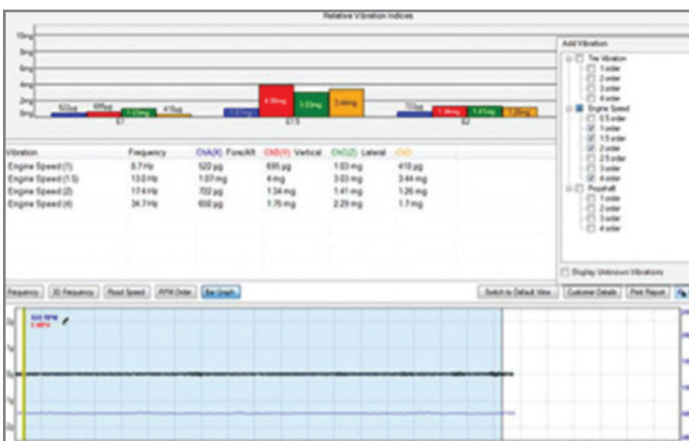 Relative Vibration Indices
10mg
8mg
6mg
4mg
2mg
0mg
522µg 695µg 1.03mg 410µg
1.07mg 4.00mg 3.03mg 3.44mg
702µg 1.34mg 1.41mg 1.26mg
E1 E1.5 E2
Vibration Frequency ChA(X) Fore/Aft ChB(Y) Vertical ChC(Z) Lateral ChD
Engine Speed (1) 8.7 Hz 522 µg 695 µg 1.03 mg 410 µg
Engine Speed (1.5) 13.0 Hz 1.07 mg 4 mg 3.03 mg 3.44 mg
Engine Speed (2) 17.4 Hz 702 µg 1.34 mg 1.41 mg 1.26 mg
Engine Speed (4) 34.7 Hz 650 µg 1.75 mg 2.29 mg 1.7 mg
Add Vibration
Tire Vibration
1 order
2 order
3 order
4 order
Engine Speed
0.5 order
1 order
1.5 order
2 order
2.5 order
3 order
4 order
Propshaft
1 order
2 order
3 order
4 order
Display Unknown Vibrations
Frequency 3D Frequency Road Speed RPM Order Bar Graph Switch to Default View Customer Details Print Report